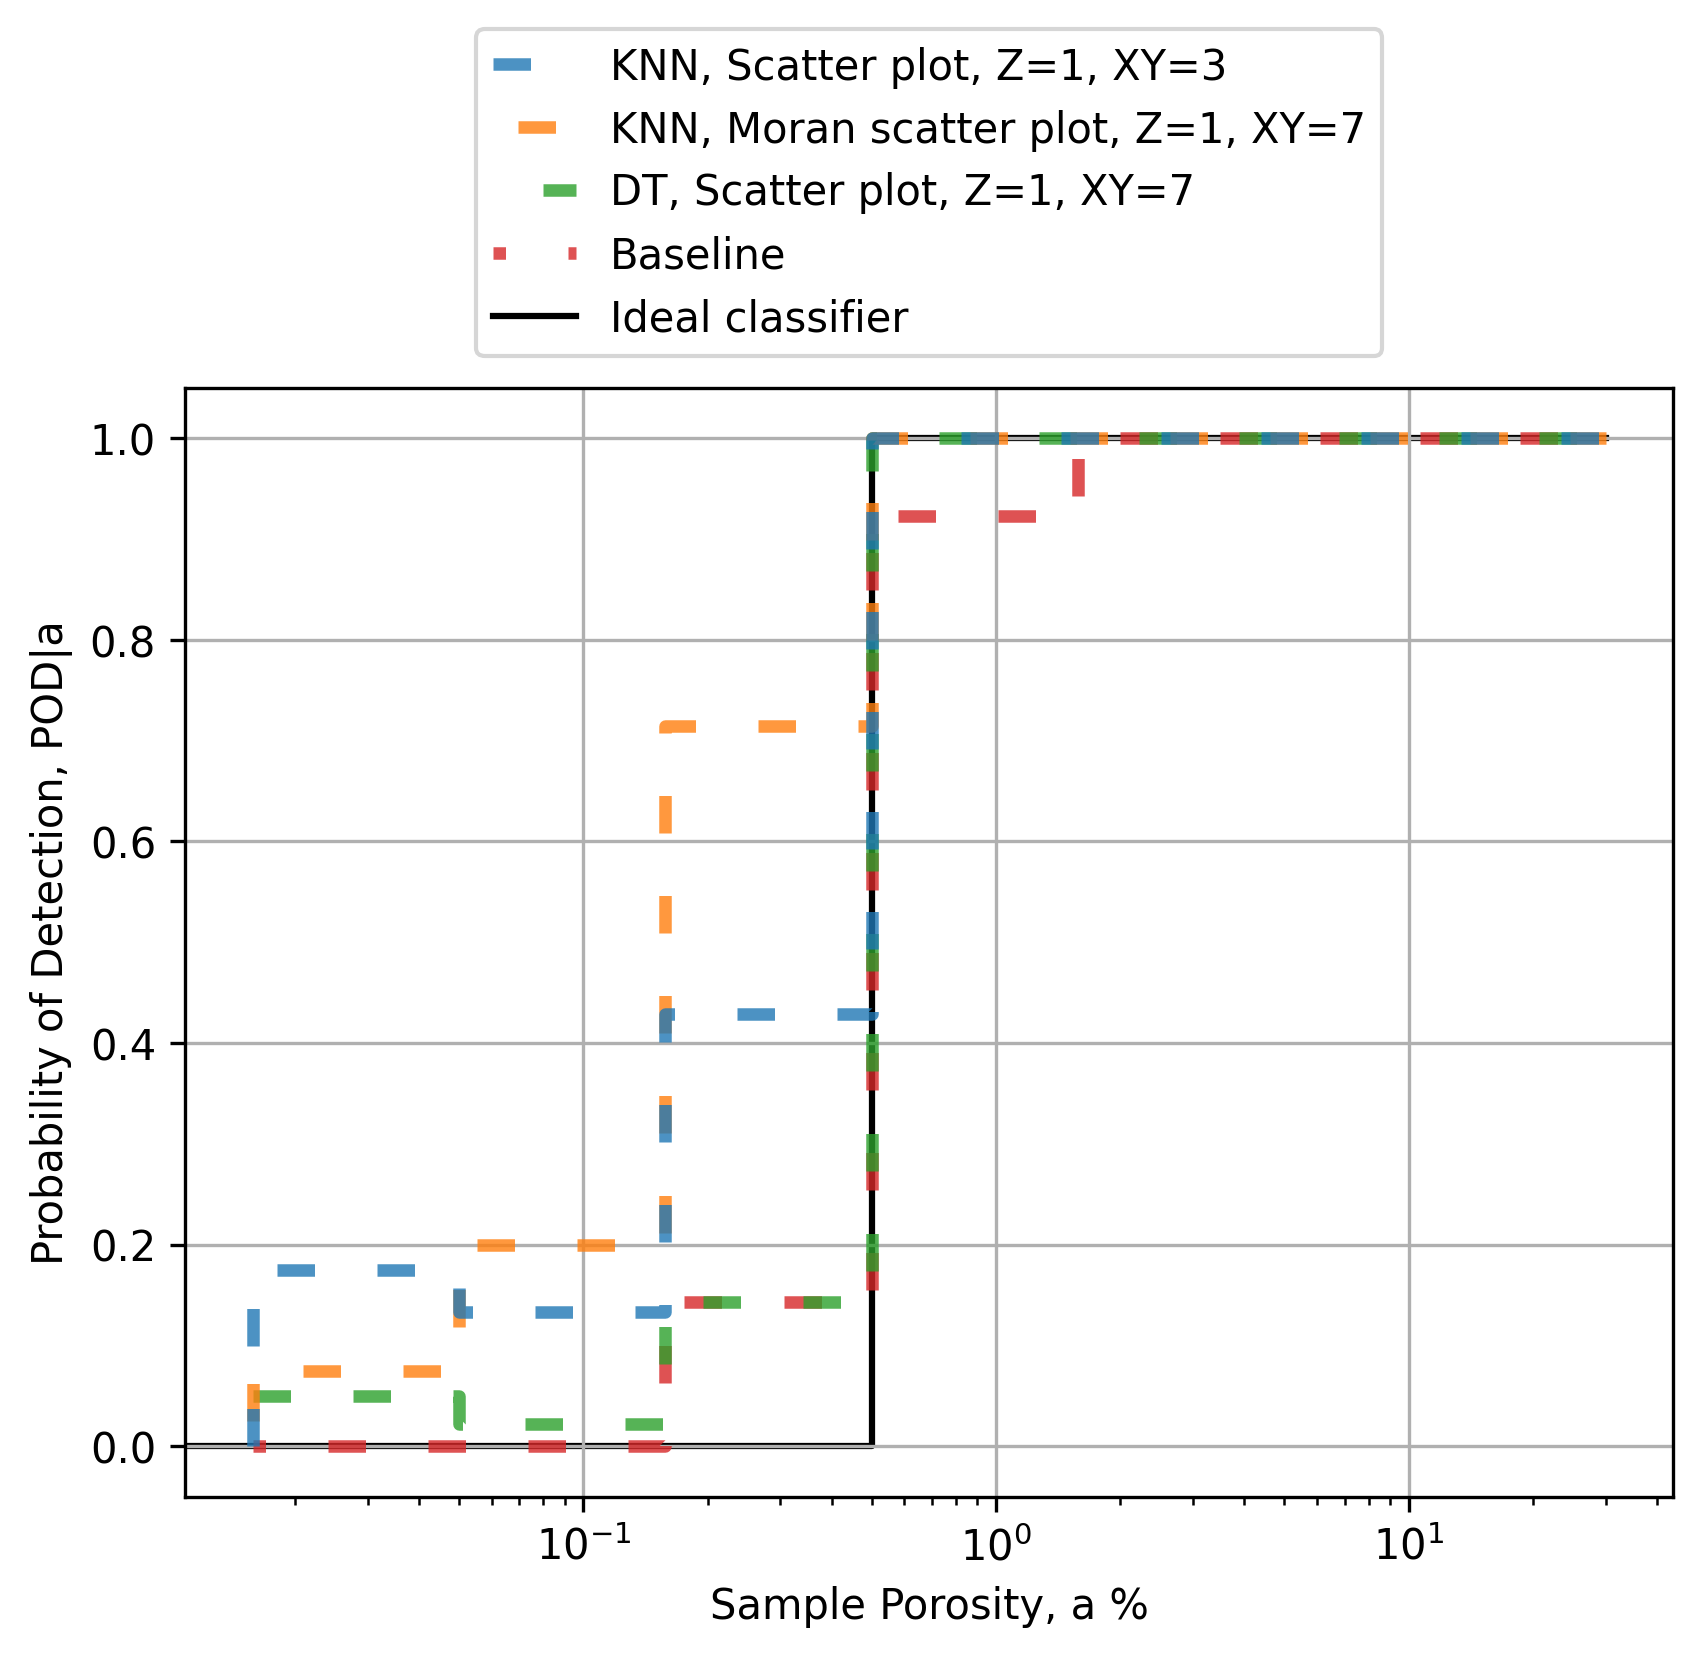 KNN, Scatter plot, Z=1, XY=3
KNN, Moran scatter plot, Z=1, XY=7
DT, Scatter plot, Z=1, XY=7
Baseline
Ideal classifier
1.0
0.8
0.6
0.4
0.2
0.0
Probability of Detection, POD|a
10⁻¹ 10⁰ 10¹
Sample Porosity, a %